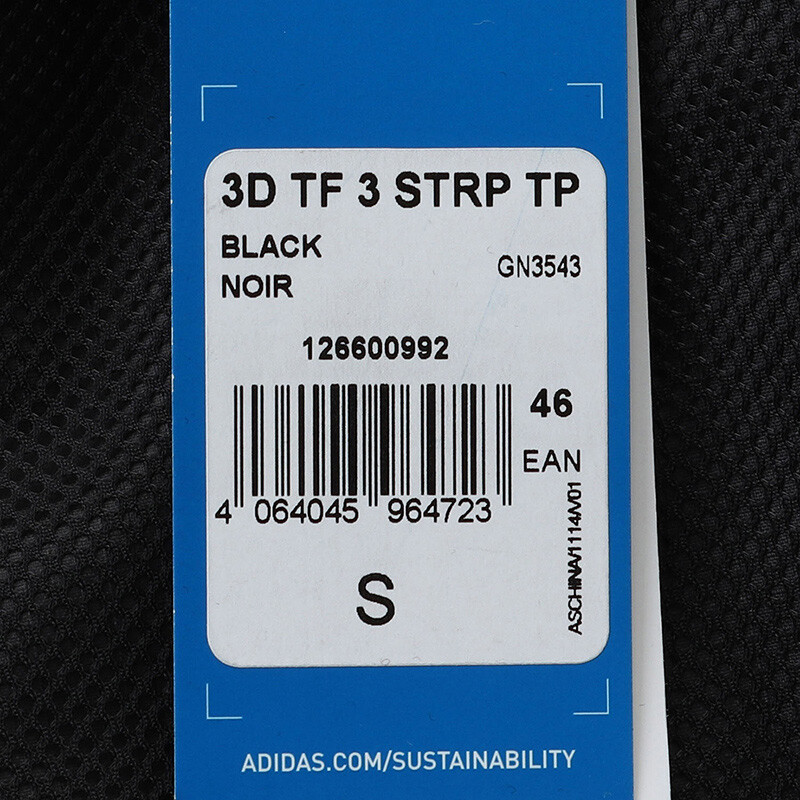 3D TF 3 STRP TP
BLACK
NOIR
GN3543
126600992
46
EAN
4 064045 964723
ASCHINA/1114/V01
S
ADIDAS.COM/SUSTAINABILITY